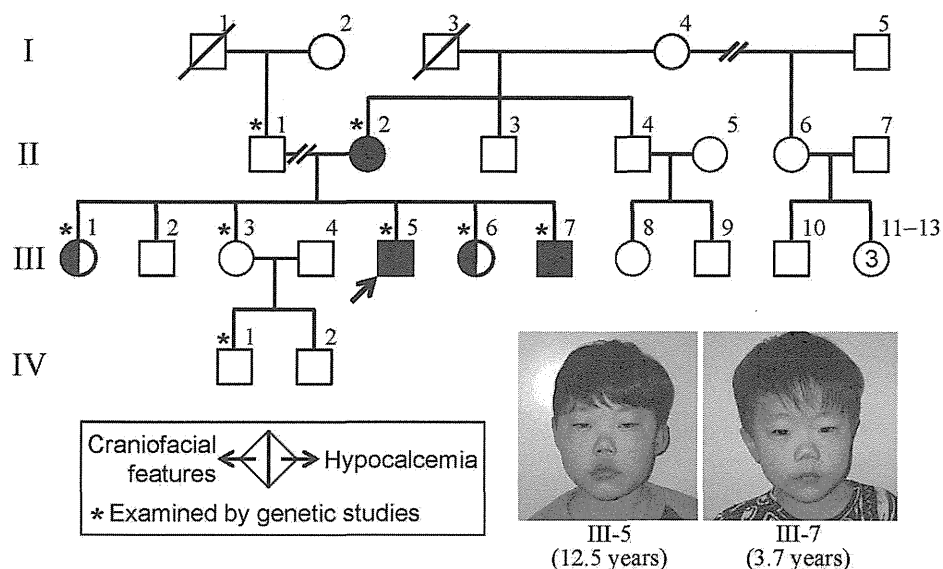 1 2 3 4 5
I
* 1 * 2 3 4 5 6 7
II
* 1 2 * 3 4 * 5 * 6 * 7 8 9 10 11–13
III
3
* 1 2
IV
Craniofacial features
Hypocalcemia
* Examined by genetic studies
III-5
(12.5 years)
III-7
(3.7 years)